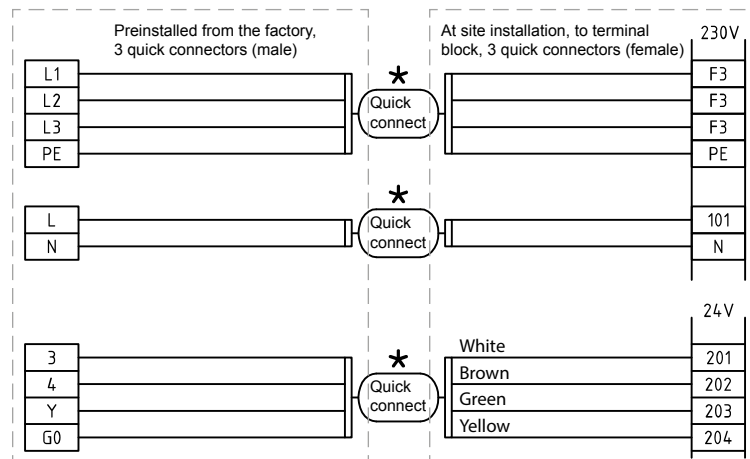 Preinstalled from the factory,
3 quick connectors (male)
At site installation, to terminal
block, 3 quick connectors (female)
230V
L1
L2
L3
PE
*
Quick
connect
F3
F3
F3
PE
L
N
*
Quick
connect
101
N
24V
3
4
Y
G0
*
Quick
connect
White
Brown
Green
Yellow
201
202
203
204